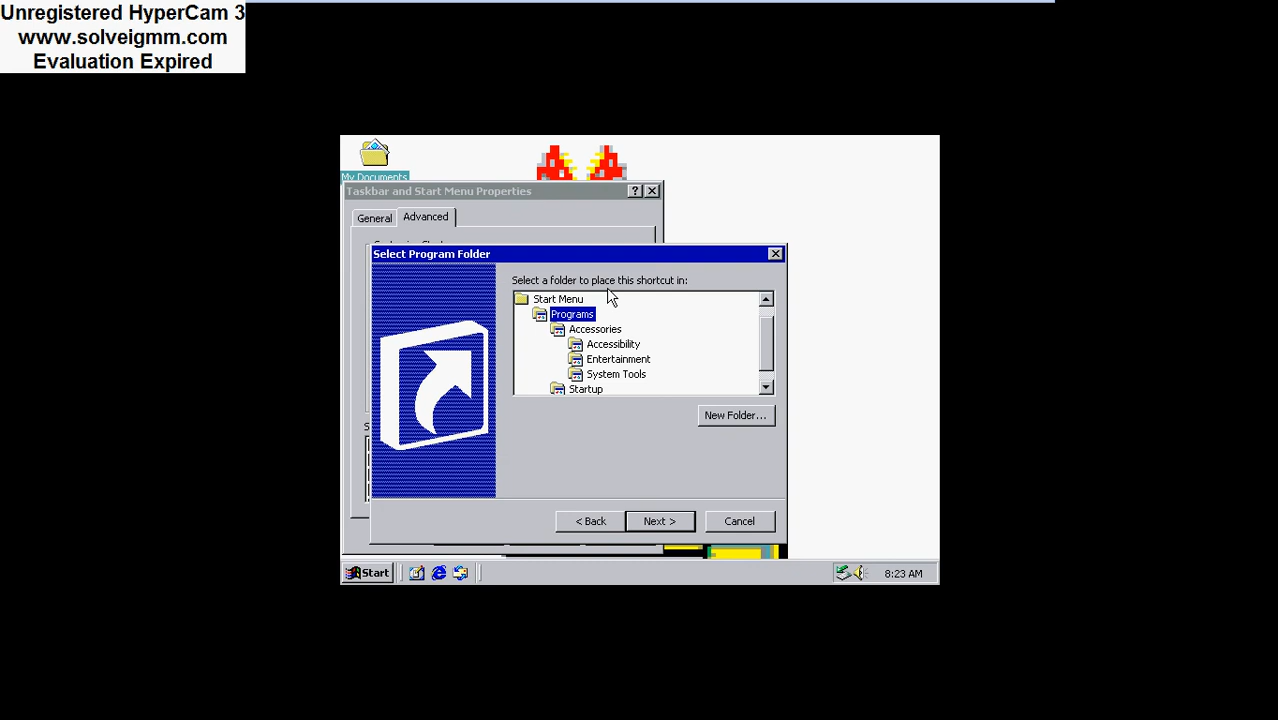 Unregistered HyperCam 3
www.solveigmm.com
Evaluation Expired
My Documents
Taskbar and Start Menu Properties
General
Advanced
Select Program Folder
Select a folder to place this shortcut in:
Start Menu
Programs
Accessories
Accessibility
Entertainment
System Tools
Startup
New Folder...
< Back
Next >
Cancel
Start
8:23 AM